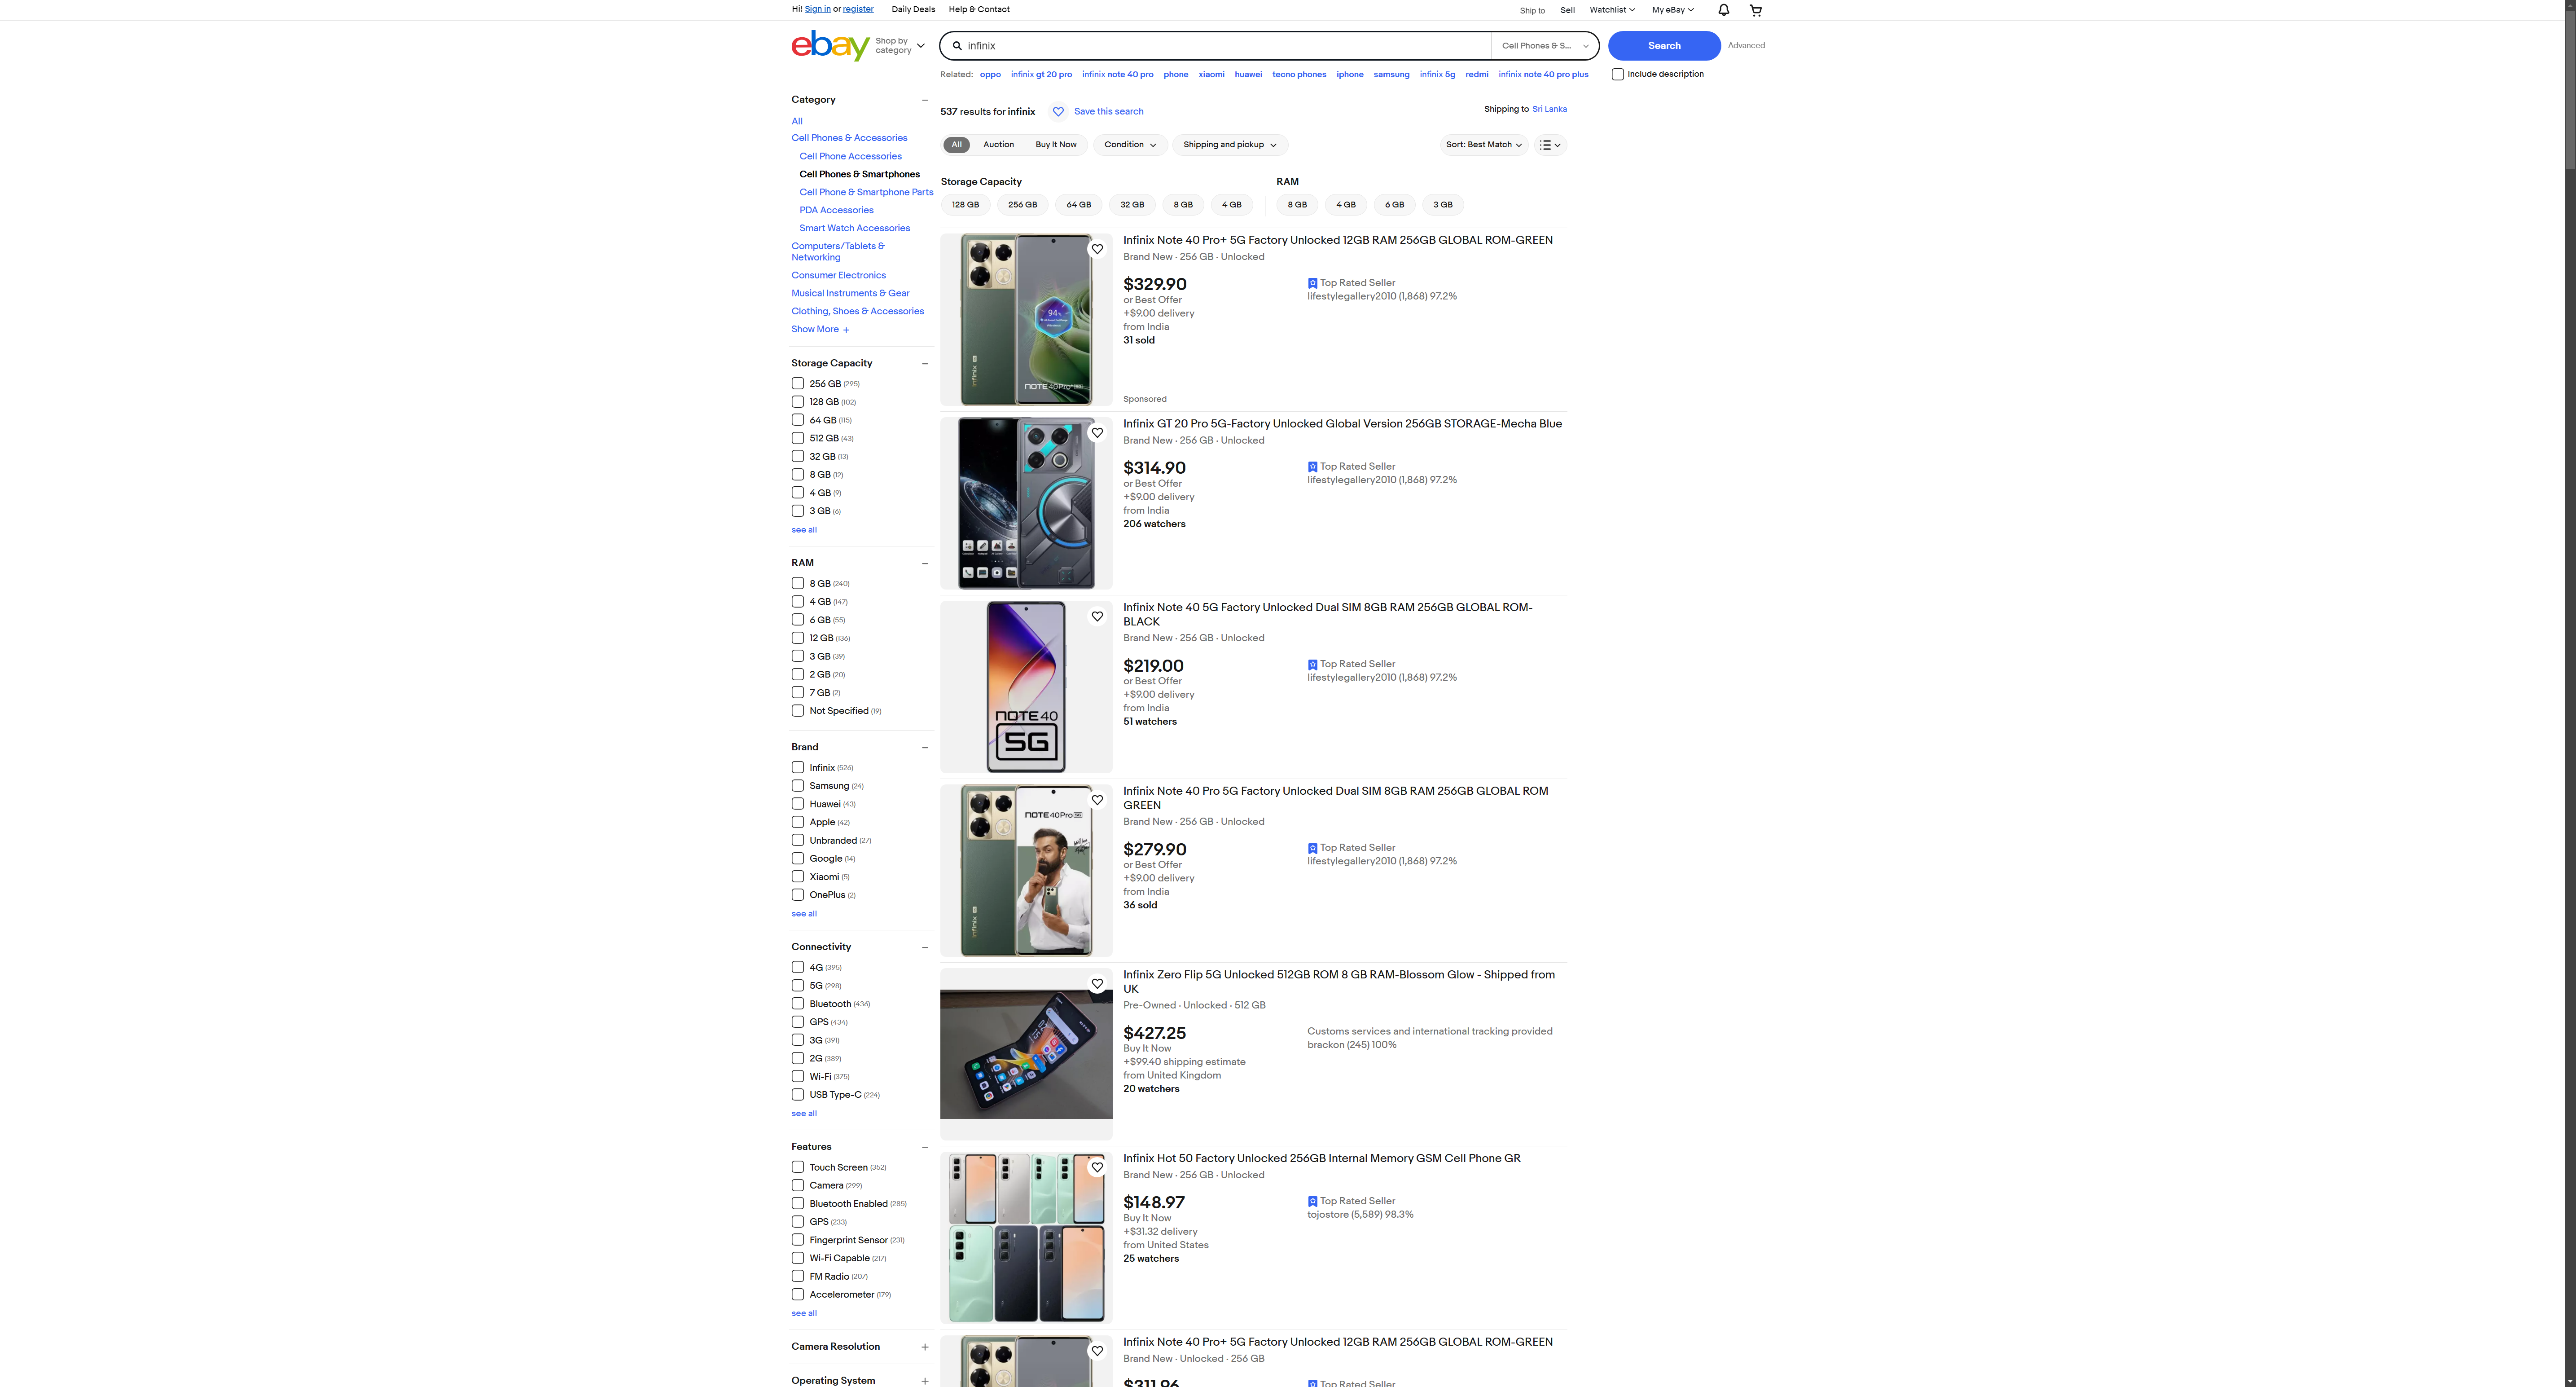 Hi! Sign in or register
Daily Deals
Help & Contact
Ship to
Sell
Watchlist
My eBay
ebay
Shop by
category
infinix
Cell Phones & S...
Search
Advanced
Related: oppo infinix gt 20 pro infinix note 40 pro phone xiaomi huawei tecno phones iphone samsung infinix 5g redmi infinix note 40 pro plus
Include description
Category
All
Cell Phones & Accessories
Cell Phone Accessories
Cell Phones & Smartphones
Cell Phone & Smartphone Parts
PDA Accessories
Smart Watch Accessories
Computers/Tablets &
Networking
Consumer Electronics
Musical Instruments & Gear
Clothing, Shoes & Accessories
Show More
Storage Capacity
256 GB (295)
128 GB (102)
64 GB (115)
512 GB (43)
32 GB (13)
8 GB (12)
4 GB (9)
3 GB (6)
see all
RAM
8 GB (240)
4 GB (147)
6 GB (55)
12 GB (136)
3 GB (39)
2 GB (20)
7 GB (2)
Not Specified (19)
Brand
Infinix (526)
Samsung (24)
Huawei (43)
Apple (42)
Unbranded (27)
Google (14)
Xiaomi (5)
OnePlus (2)
see all
Connectivity
4G (395)
5G (298)
Bluetooth (436)
GPS (434)
3G (391)
2G (389)
Wi-Fi (375)
USB Type-C (224)
see all
Features
Touch Screen (352)
Camera (299)
Bluetooth Enabled (285)
GPS (233)
Fingerprint Sensor (231)
Wi-Fi Capable (217)
FM Radio (207)
Accelerometer (179)
see all
Camera Resolution
Operating System
537 results for infinix
Save this search
Shipping to Sri Lanka
All
Auction
Buy It Now
Condition
Shipping and pickup
Sort: Best Match
Storage Capacity
128 GB
256 GB
64 GB
32 GB
8 GB
4 GB
RAM
8 GB
4 GB
6 GB
3 GB
94
Infinix
NOTE 40Pro+
Infinix Note 40 Pro+ 5G Factory Unlocked 12GB RAM 256GB GLOBAL ROM-GREEN
Brand New · 256 GB · Unlocked
$329.90
or Best Offer
+$9.00 delivery
from India
31 sold
Top Rated Seller
lifestylegallery2010 (1,868) 97.2%
Sponsored
Infinix GT 20 Pro 5G-Factory Unlocked Global Version 256GB STORAGE-Mecha Blue
Brand New · 256 GB · Unlocked
$314.90
or Best Offer
+$9.00 delivery
from India
206 watchers
Top Rated Seller
lifestylegallery2010 (1,868) 97.2%
NOTE 40
5G
Infinix Note 40 5G Factory Unlocked Dual SIM 8GB RAM 256GB GLOBAL ROM-
BLACK
Brand New · 256 GB · Unlocked
$219.00
or Best Offer
+$9.00 delivery
from India
51 watchers
Top Rated Seller
lifestylegallery2010 (1,868) 97.2%
NOTE 40Pro
Infinix
Infinix Note 40 Pro 5G Factory Unlocked Dual SIM 8GB RAM 256GB GLOBAL ROM
GREEN
Brand New · 256 GB · Unlocked
$279.90
or Best Offer
+$9.00 delivery
from India
36 sold
Top Rated Seller
lifestylegallery2010 (1,868) 97.2%
Infinix Zero Flip 5G Unlocked 512GB ROM 8 GB RAM-Blossom Glow - Shipped from
UK
Pre-Owned · Unlocked · 512 GB
$427.25
Buy It Now
+$99.40 shipping estimate
from United Kingdom
20 watchers
Customs services and international tracking provided
brackon (245) 100%
Infinix Hot 50 Factory Unlocked 256GB Internal Memory GSM Cell Phone GR
Brand New · 256 GB · Unlocked
$148.97
Buy It Now
+$31.32 delivery
from United States
25 watchers
Top Rated Seller
tojostore (5,589) 98.3%
Infinix Note 40 Pro+ 5G Factory Unlocked 12GB RAM 256GB GLOBAL ROM-GREEN
Brand New · Unlocked · 256 GB
$311.96
Top Rated Seller